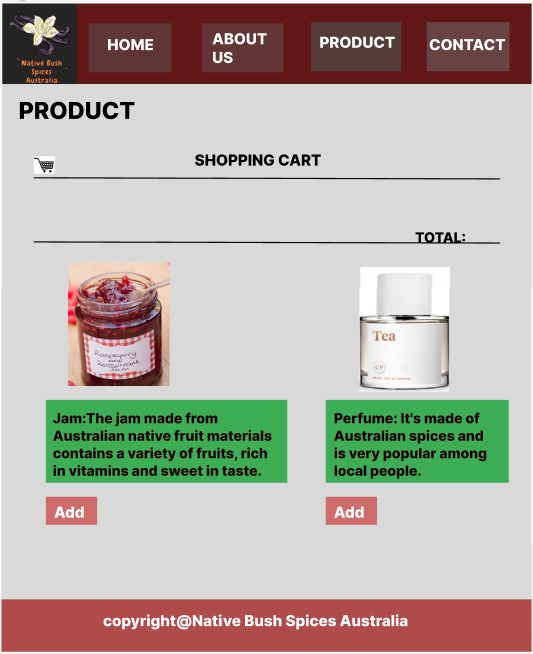 Native Bush
Spices
Australia
HOME
ABOUT
US
PRODUCT
CONTACT
PRODUCT
SHOPPING CART
TOTAL:
Raspberry
and
Redcurrant
Jam
Tea
Jam:The jam made from
Australian native fruit materials
contains a variety of fruits, rich
in vitamins and sweet in taste.
Perfume: It's made of
Australian spices and
is very popular among
local people.
Add
Add
copyright@Native Bush Spices Australia